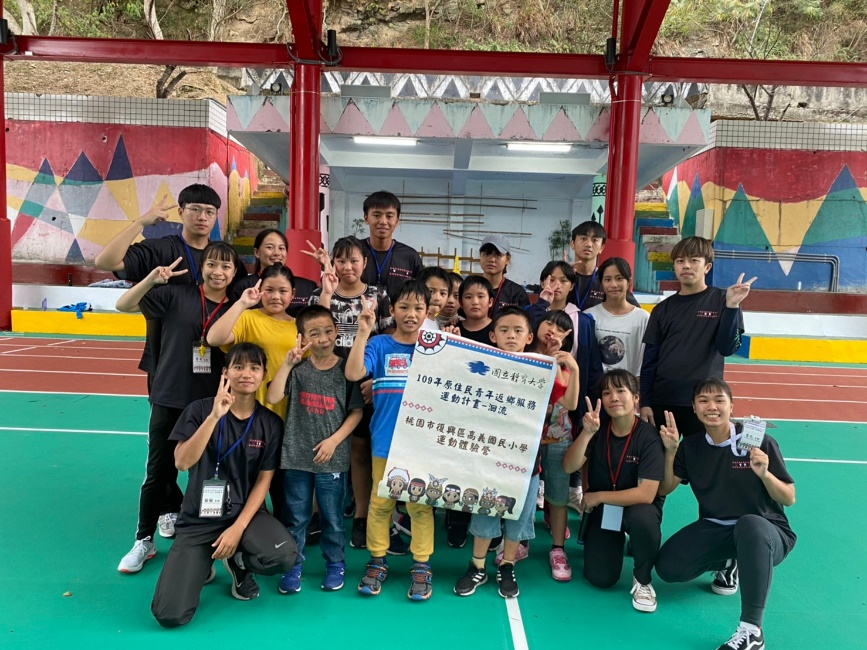 國立體育大學
109年原住民青年返鄉服務
運動計畫-洄流
桃園市復興區高義國民小學
運動體驗營